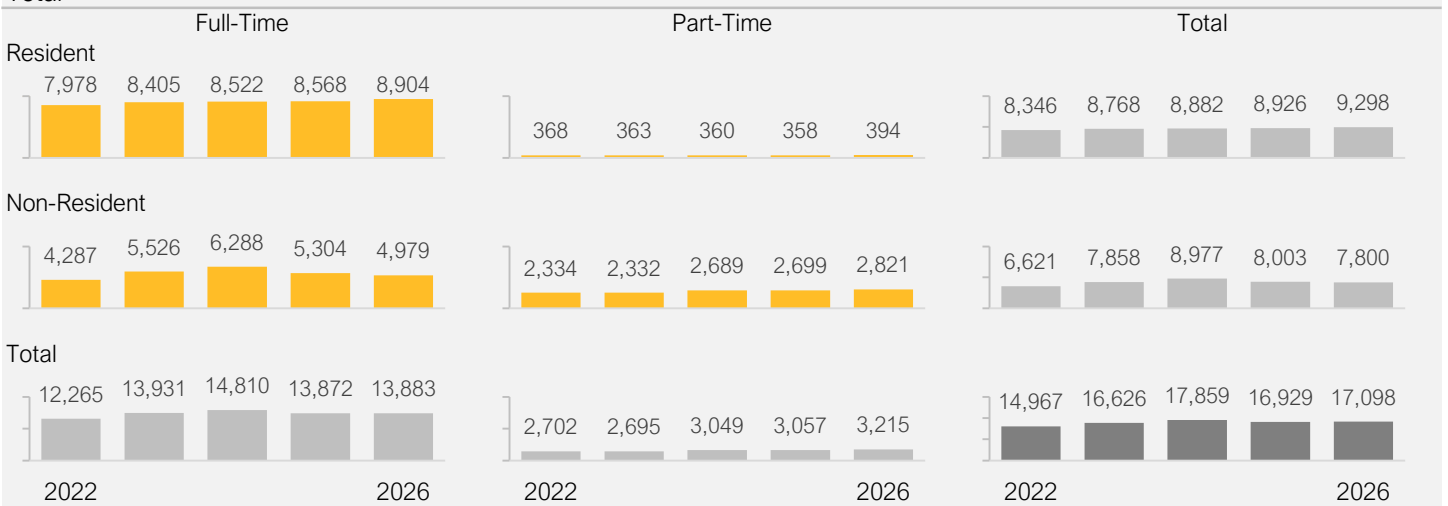 Full-Time Part-Time Total
Resident
7,978 8,405 8,522 8,568 8,904
368 363 360 358 394
8,346 8,768 8,882 8,926 9,298
Non-Resident
4,287 5,526 6,288 5,304 4,979
2,334 2,332 2,689 2,699 2,821
6,621 7,858 8,977 8,003 7,800
Total
12,265 13,931 14,810 13,872 13,883
2,702 2,695 3,049 3,057 3,215
14,967 16,626 17,859 16,929 17,098
2022 2026 2022 2026 2022 2026